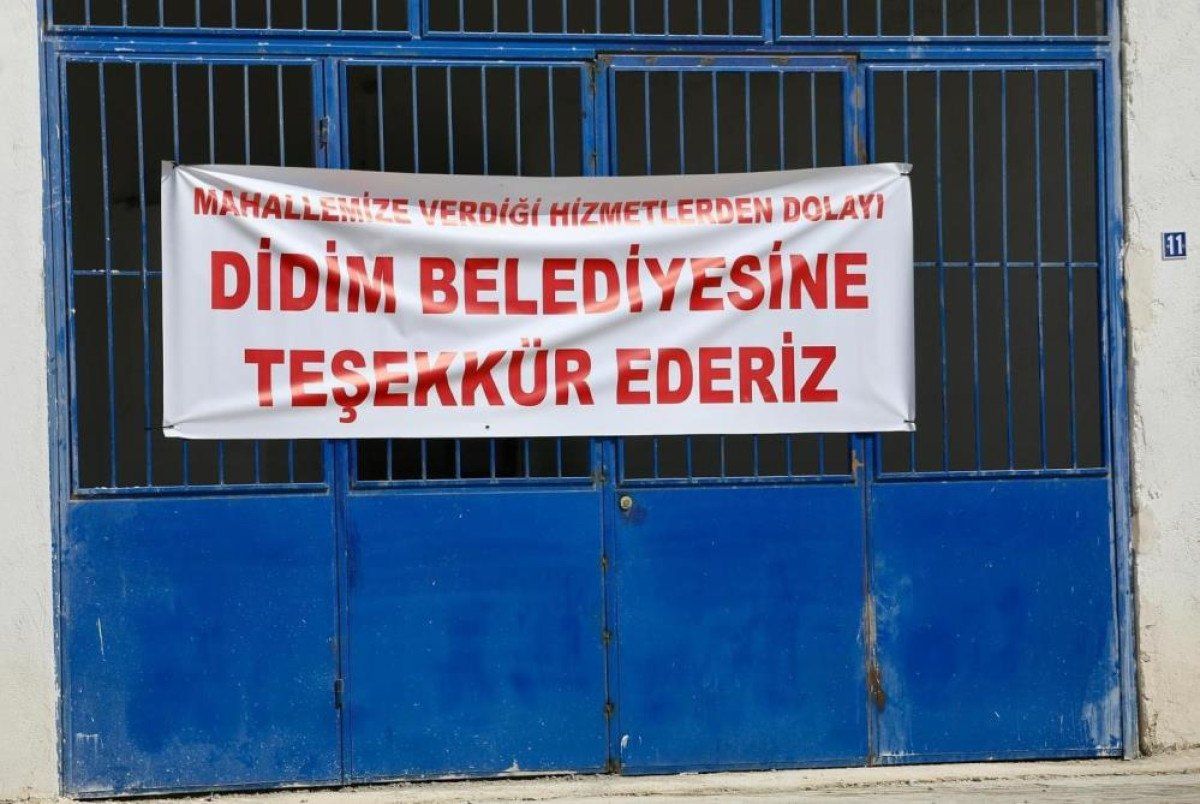 MAHALLEMİZE VERDİĞİ HİZMETLERDEN DOLAYI
DİDİM BELEDİYESİNE
TEŞEKKÜR EDERİZ
11